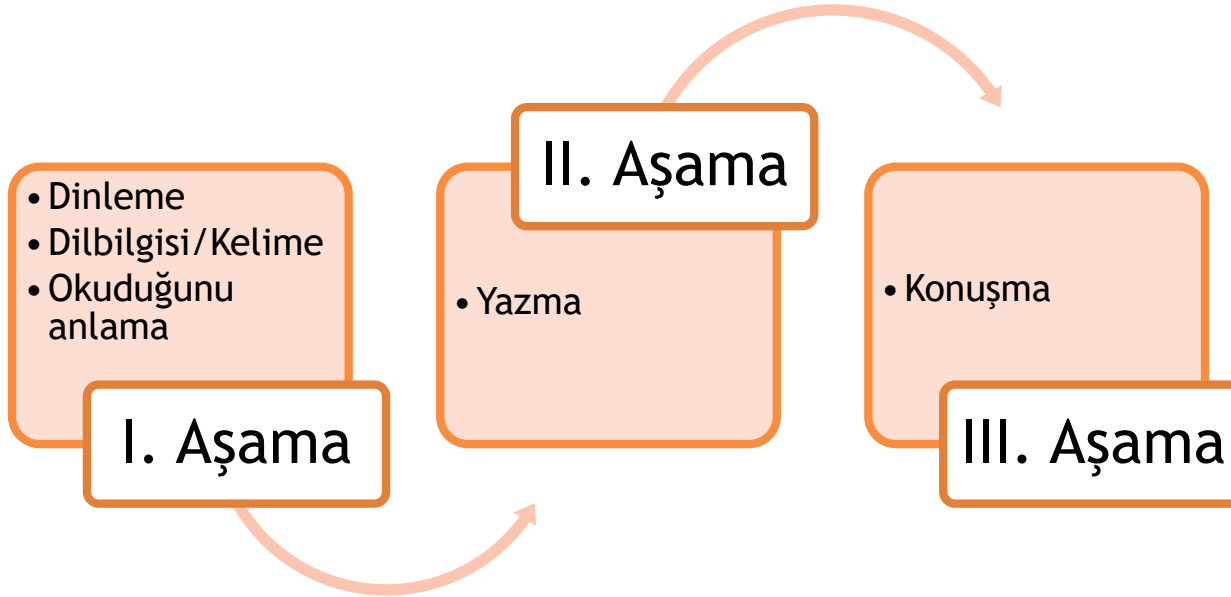 • Dinleme
• Dilbilgisi/Kelime
• Okuduğunu
anlama
I. Aşama
II. Aşama
• Yazma
• Konuşma
III. Aşama